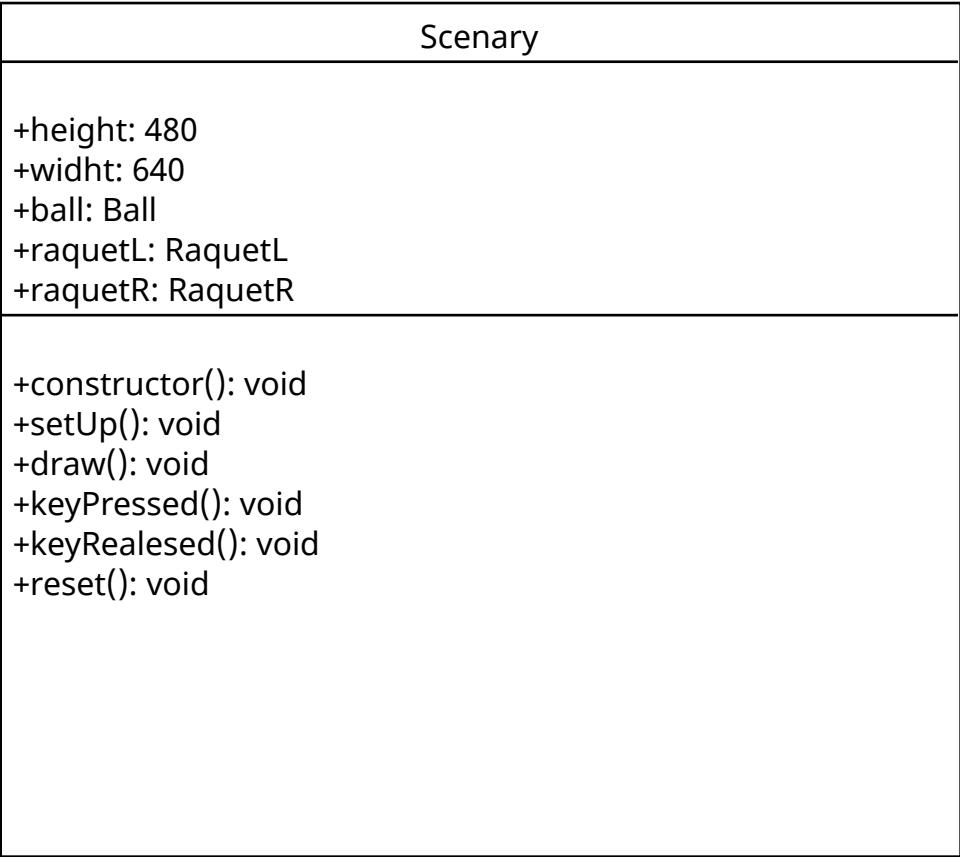 Scenary
+height: 480
+widht: 640
+ball: Ball
+raquetL: RaquetL
+raquetR: RaquetR
+constructor(): void
+setUp(): void
+draw(): void
+keyPressed(): void
+keyRealesed(): void
+reset(): void